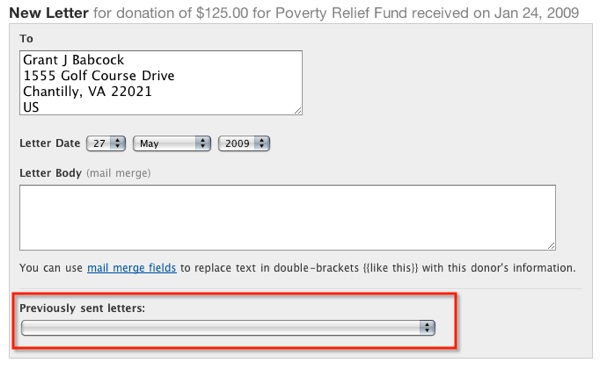 New Letter for donation of $125.00 for Poverty Relief Fund received on Jan 24, 2009
To
Grant J Babcock
1555 Golf Course Drive
Chantilly, VA 22021
US
Letter Date 27 May 2009
Letter Body (mail merge)
You can use mail merge fields to replace text in double-brackets {{like this}} with this donor's information.
Previously sent letters: